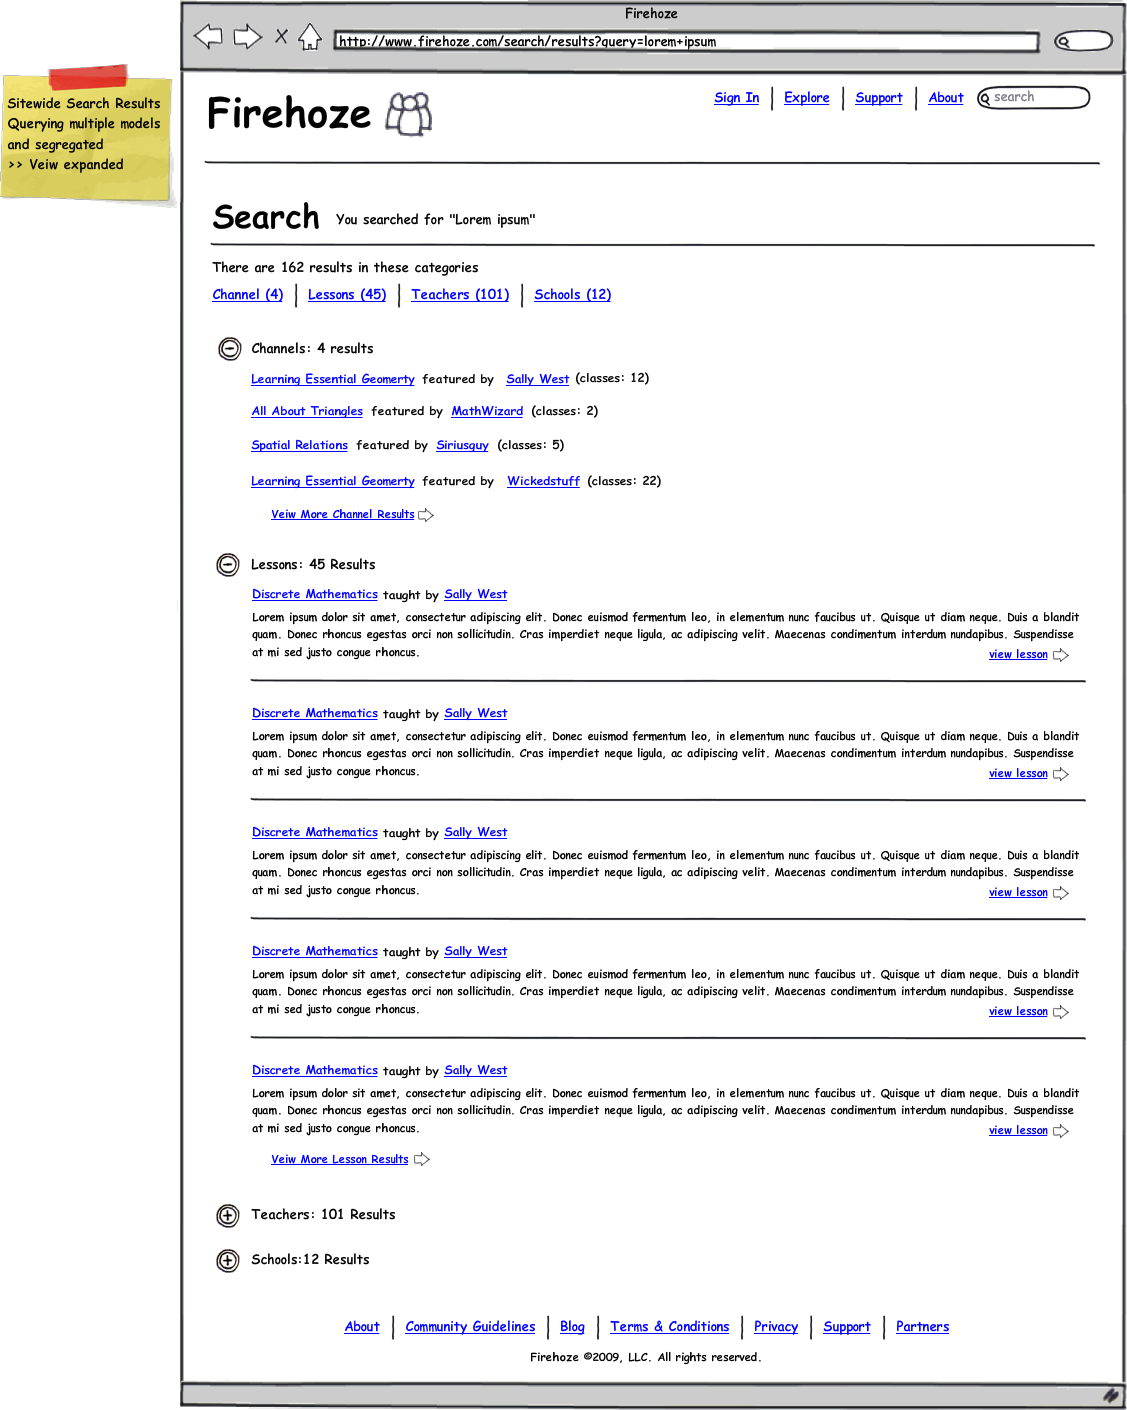 Firehoze
http://www.firehoze.com/search/results?query=lorem+ipsum
Sitewide Search Results
Querying multiple models
and segregated
>> Veiw expanded
Firehoze
Sign In Explore Support About search
Search You searched for "Lorem ipsum"
There are 162 results in these categories
Channel (4) Lessons (45) Teachers (101) Schools (12)
Channels: 4 results
Learning Essential Geomerty featured by Sally West (classes: 12)
All About Triangles featured by MathWizard (classes: 2)
Spatial Relations featured by Siriusguy (classes: 5)
Learning Essential Geomerty featured by Wickedstuff (classes: 22)
Veiw More Channel Results
Lessons: 45 Results
Discrete Mathematics taught by Sally West
Lorem ipsum dolor sit amet, consectetur adipiscing elit. Donec euismod fermentum leo, in elementum nunc faucibus ut. Quisque ut diam neque. Duis a blandit
quam. Donec rhoncus egestas orci non sollicitudin. Cras imperdiet neque ligula, ac adipiscing velit. Maecenas condimentum interdum nundapibus. Suspendisse
at mi sed justo congue rhoncus.
view lesson
Discrete Mathematics taught by Sally West
Lorem ipsum dolor sit amet, consectetur adipiscing elit. Donec euismod fermentum leo, in elementum nunc faucibus ut. Quisque ut diam neque. Duis a blandit
quam. Donec rhoncus egestas orci non sollicitudin. Cras imperdiet neque ligula, ac adipiscing velit. Maecenas condimentum interdum nundapibus. Suspendisse
at mi sed justo congue rhoncus.
view lesson
Discrete Mathematics taught by Sally West
Lorem ipsum dolor sit amet, consectetur adipiscing elit. Donec euismod fermentum leo, in elementum nunc faucibus ut. Quisque ut diam neque. Duis a blandit
quam. Donec rhoncus egestas orci non sollicitudin. Cras imperdiet neque ligula, ac adipiscing velit. Maecenas condimentum interdum nundapibus. Suspendisse
at mi sed justo congue rhoncus.
view lesson
Discrete Mathematics taught by Sally West
Lorem ipsum dolor sit amet, consectetur adipiscing elit. Donec euismod fermentum leo, in elementum nunc faucibus ut. Quisque ut diam neque. Duis a blandit
quam. Donec rhoncus egestas orci non sollicitudin. Cras imperdiet neque ligula, ac adipiscing velit. Maecenas condimentum interdum nundapibus. Suspendisse
at mi sed justo congue rhoncus.
view lesson
Discrete Mathematics taught by Sally West
Lorem ipsum dolor sit amet, consectetur adipiscing elit. Donec euismod fermentum leo, in elementum nunc faucibus ut. Quisque ut diam neque. Duis a blandit
quam. Donec rhoncus egestas orci non sollicitudin. Cras imperdiet neque ligula, ac adipiscing velit. Maecenas condimentum interdum nundapibus. Suspendisse
at mi sed justo congue rhoncus.
view lesson
Veiw More Lesson Results
Teachers: 101 Results
Schools:12 Results
About Community Guidelines Blog Terms & Conditions Privacy Support Partners
Firehoze ©2009, LLC. All rights reserved.